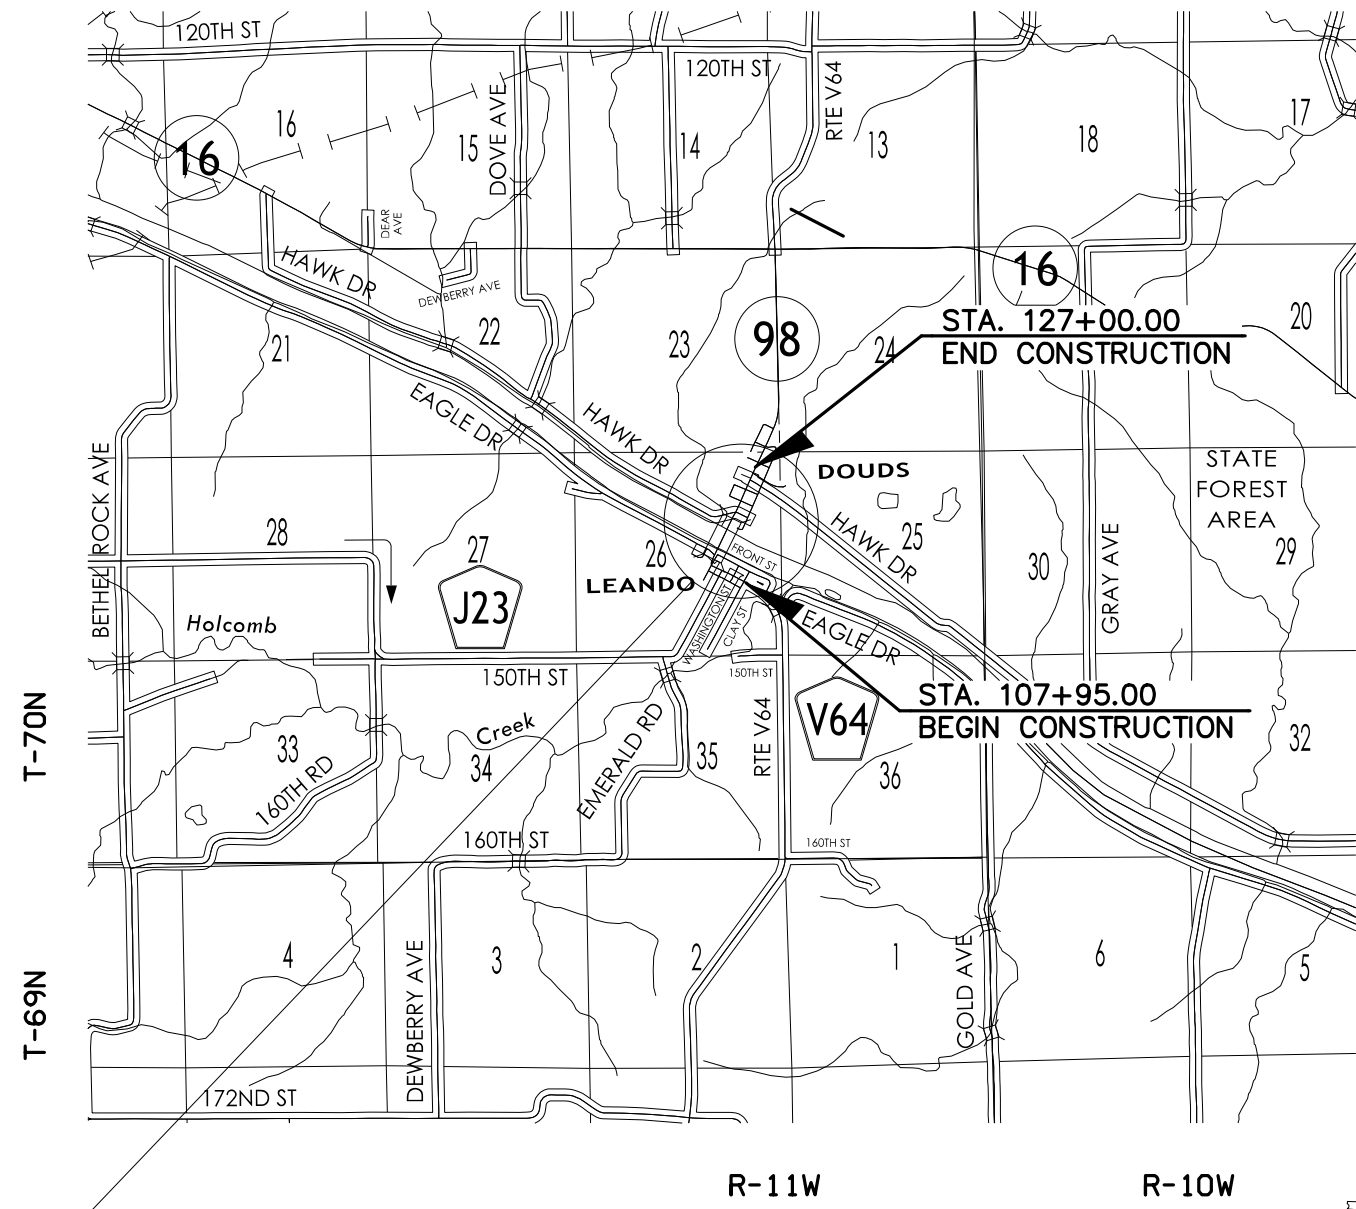 120TH ST
120TH ST
RTE V64
16
16
15
DOVE AVE
14
13
18
17
DEAR
AVE
HAWK DR
DEWBERRY AVE
16
21
22
23
98
24
STA. 127+00.00
END CONSTRUCTION
20
EAGLE DR
HAWK DR
DOUDS
STATE
FOREST
AREA
BETHEL ROCK AVE
28
27
26
FRONT ST
HAWK DR
25
30
GRAY AVE
29
LEANDO
J23
WASHINGTON ST
CLAY ST
EAGLE DR
Holcomb
150TH ST
150TH ST
STA. 107+95.00
BEGIN CONSTRUCTION
T-70N
33
160TH RD
Creek
34
EMERALD RD
35
RTE V64
V64
36
32
160TH ST
160TH ST
T-69N
4
DEWBERRY AVE
3
2
1
GOLD AVE
6
5
172ND ST
R-11W
R-10W